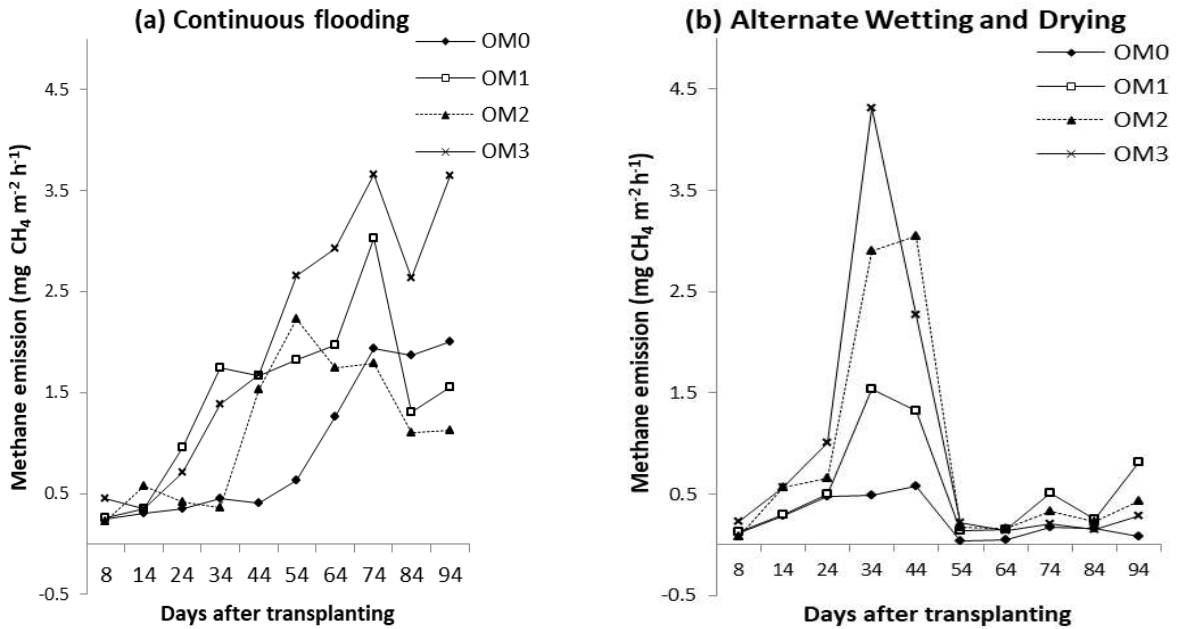 (a) Continuous flooding
OM0
OM1
OM2
OM3
Methane emission (mg CH₄ m⁻² h⁻¹)
4.5
3.5
2.5
1.5
0.5
-0.5
8 14 24 34 44 54 64 74 84 94
Days after transplanting
(b) Alternate Wetting and Drying
OM0
OM1
OM2
OM3
Methane emission (mg CH₄ m⁻² h⁻¹)
4.5
3.5
2.5
1.5
0.5
-0.5
8 14 24 34 44 54 64 74 84 94
Days after transplanting